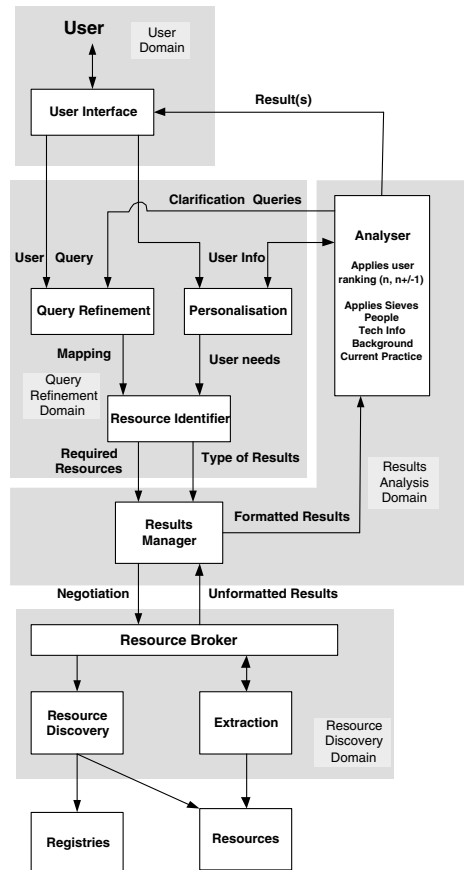 User
User
Domain
User Interface
Result(s)
Clarification Queries
Analyser
Applies user
ranking (n, n+/-1)
Applies Sieves
People
Tech Info
Background
Current Practice
User Query
User Info
Query Refinement
Personalisation
Mapping
User needs
Query
Refinement
Domain
Resource Identifier
Required
Resources
Type of Results
Results
Analysis
Domain
Results
Manager
Formatted Results
Negotiation
Unformatted Results
Resource Broker
Resource
Discovery
Extraction
Resource
Discovery
Domain
Registries
Resources